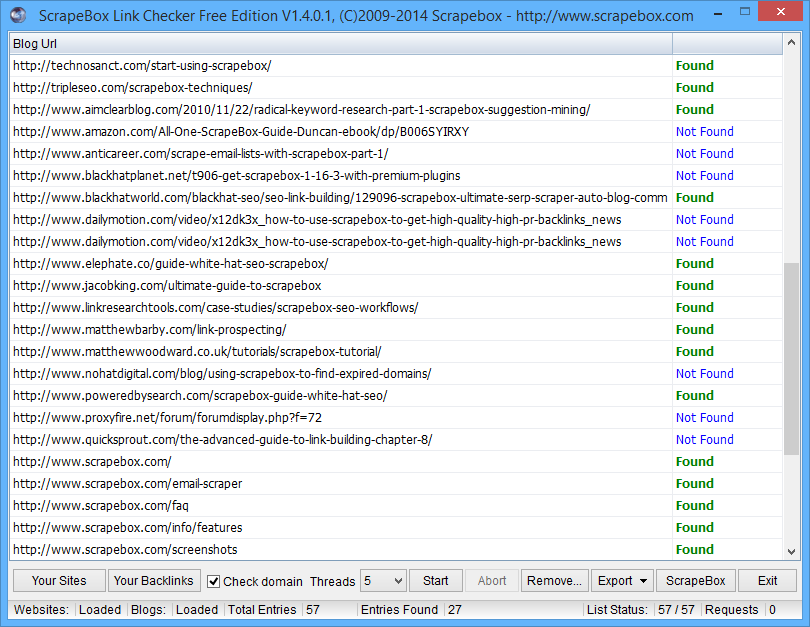 ScrapeBox Link Checker Free Edition V1.4.0.1, (C)2009-2014 Scrapebox - http://www.scrapebox.com
Blog Url
http://technosanct.com/start-using-scrapebox/ Found
http://tripleseo.com/scrapebox-techniques/ Found
http://www.aimclearblog.com/2010/11/22/radical-keyword-research-part-1-scrapebox-suggestion-mining/ Found
http://www.amazon.com/All-One-ScrapeBox-Guide-Duncan-ebook/dp/B006SYIRXY Not Found
http://www.anticareer.com/scrape-email-lists-with-scrapebox-part-1/ Not Found
http://www.blackhatplanet.net/t906-get-scrapebox-1-16-3-with-premium-plugins Not Found
http://www.blackhatworld.com/blackhat-seo/seo-link-building/129096-scrapebox-ultimate-serp-scraper-auto-blog-comm Found
http://www.dailymotion.com/video/x12dk3x_how-to-use-scrapebox-to-get-high-quality-high-pr-backlinks_news Not Found
http://www.dailymotion.com/video/x12dk3x_how-to-use-scrapebox-to-get-high-quality-high-pr-backlinks_news Not Found
http://www.elephate.co/guide-white-hat-seo-scrapebox/ Found
http://www.jacobking.com/ultimate-guide-to-scrapebox Found
http://www.linkresearchtools.com/case-studies/scrapebox-seo-workflows/ Found
http://www.matthewbarby.com/link-prospecting/ Found
http://www.matthewwoodward.co.uk/tutorials/scrapebox-tutorial/ Found
http://www.nohatdigital.com/blog/using-scrapebox-to-find-expired-domains/ Not Found
http://www.poweredbysearch.com/scrapebox-guide-white-hat-seo/ Found
http://www.proxyfire.net/forum/forumdisplay.php?f=72 Not Found
http://www.quicksprout.com/the-advanced-guide-to-link-building-chapter-8/ Not Found
http://www.scrapebox.com/ Found
http://www.scrapebox.com/email-scraper Found
http://www.scrapebox.com/faq Found
http://www.scrapebox.com/info/features Found
http://www.scrapebox.com/screenshots Found
Your Sites Your Backlinks Check domain Threads 5 Start Abort Remove... Export ScrapeBox Exit
Websites: Loaded Blogs: Loaded Total Entries 57 Entries Found 27 List Status: 57 / 57 Requests 0